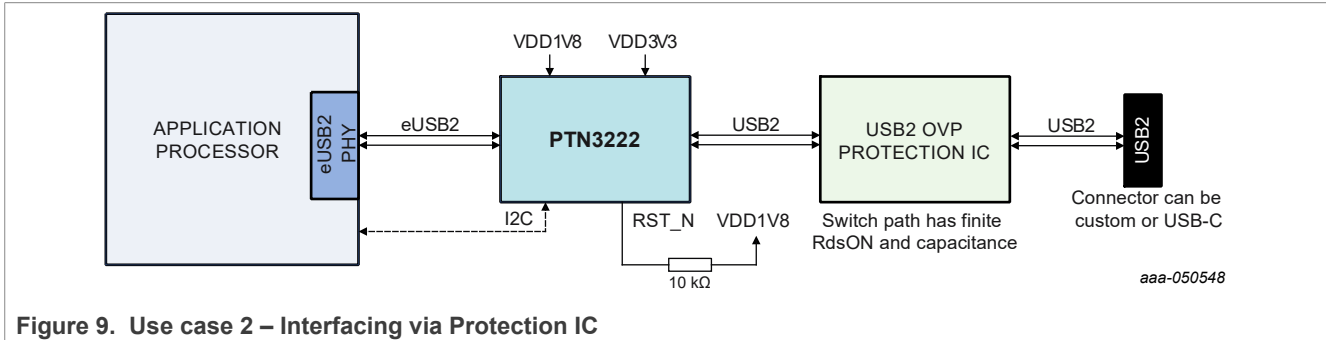 VDD1V8
VDD3V3
APPLICATION
PROCESSOR
eUSB2
PHY
eUSB2
PTN3222
USB2
USB2 OVP
PROTECTION IC
USB2
USB2
I2C
RST_N
VDD1V8
10 kΩ
Switch path has finite
RdsON and capacitance
Connector can be
custom or USB-C
aaa-050548
Figure 9. Use case 2 – Interfacing via Protection IC